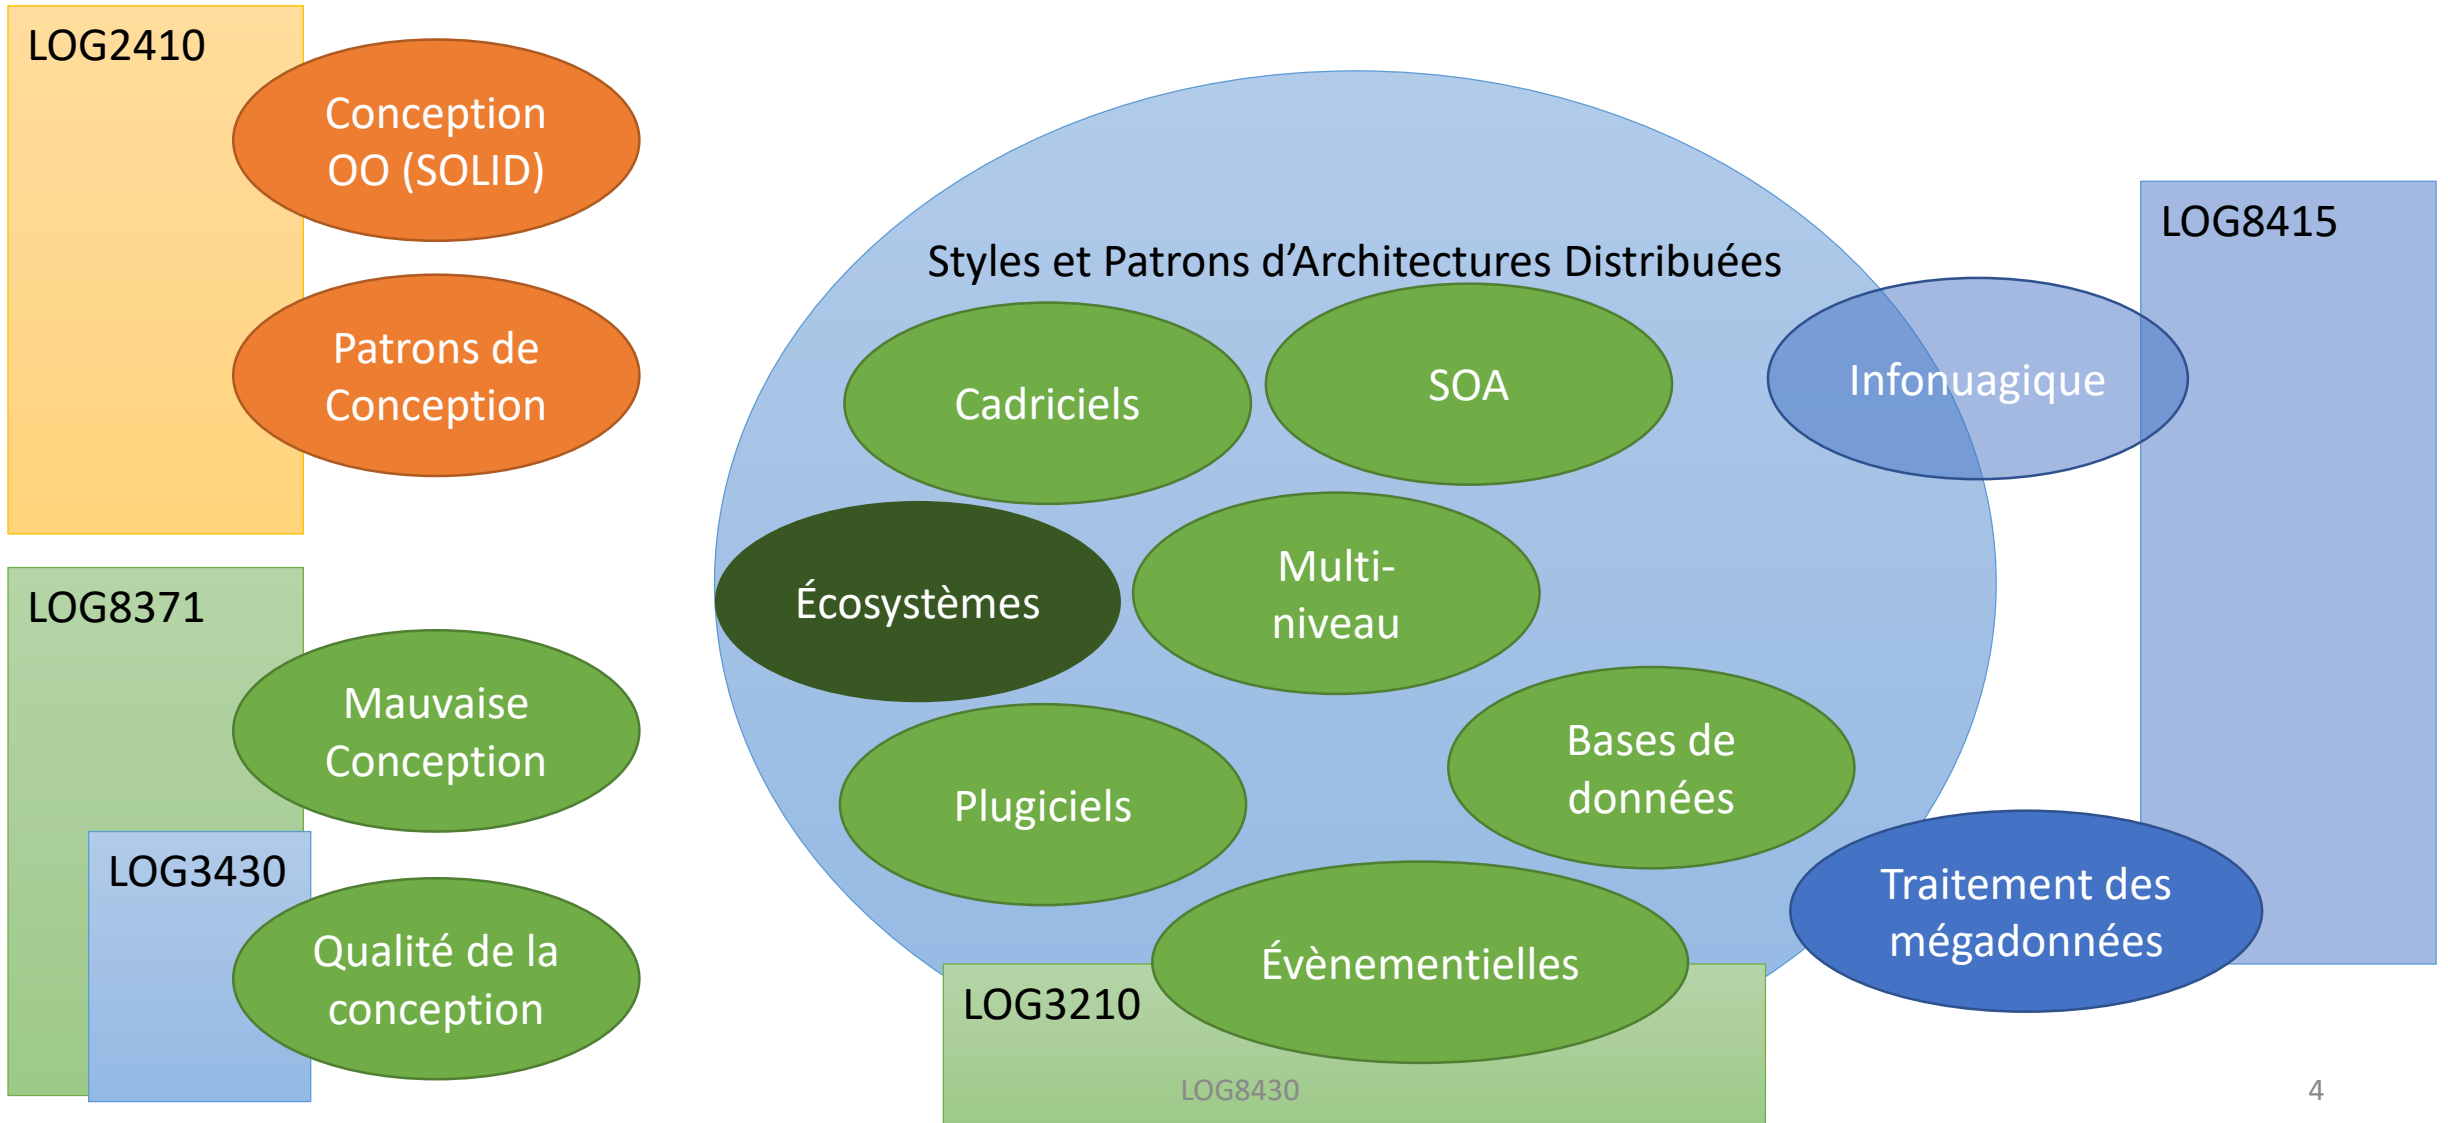 LOG2410
Conception
OO (SOLID)
Patrons de
Conception
LOG8371
Mauvaise
Conception
LOG3430
Qualité de la
conception
Styles et Patrons d’Architectures Distribuées
Cadriciels
SOA
Écosystèmes
Multi-
niveau
Plugiciels
Bases de
données
Évènementielles
LOG3210
Infonuagique
LOG8415
Traitement des
mégadonnées
LOG8430
4